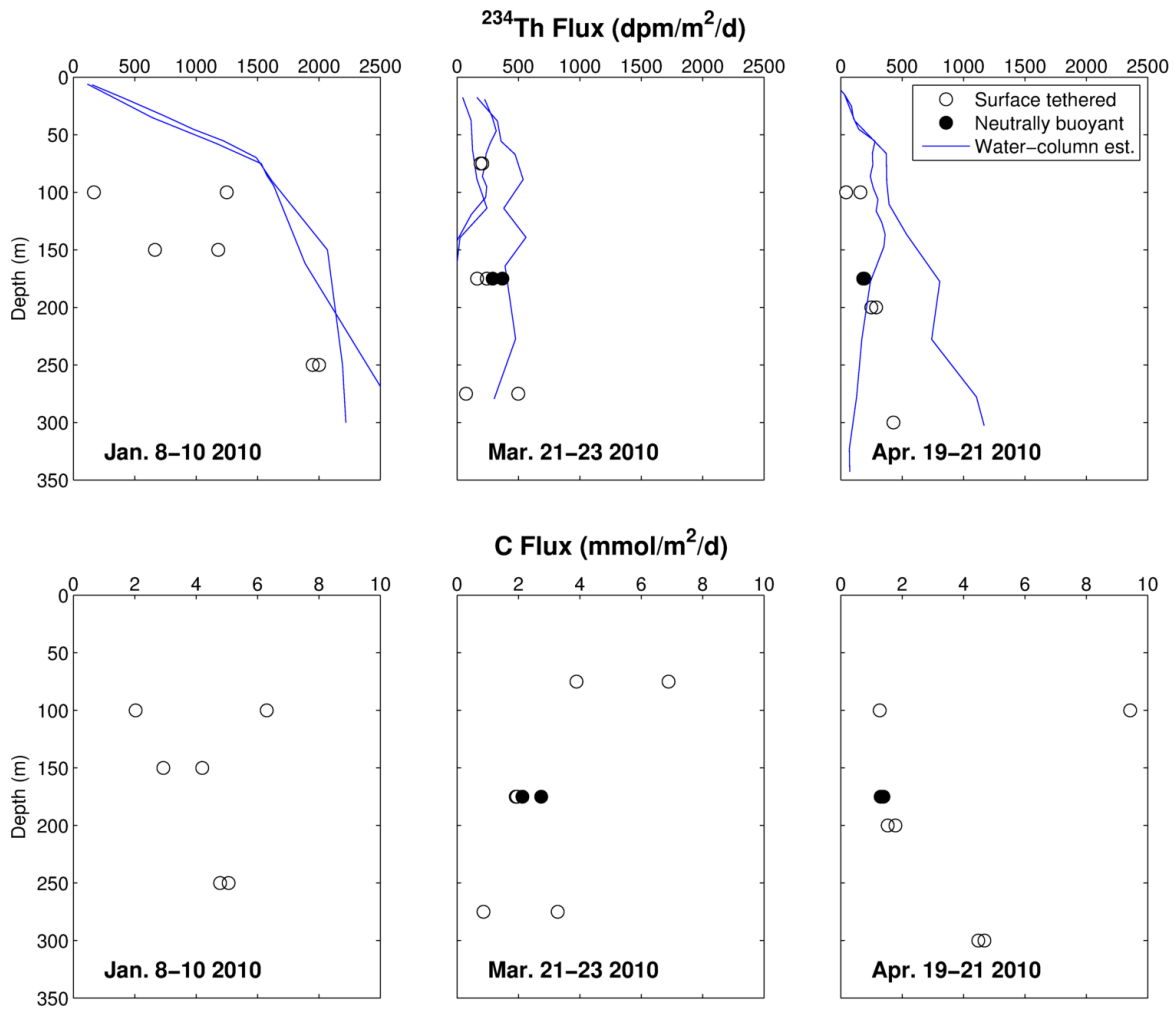 234Th Flux (dpm/m2/d)
0 500 1000 1500 2000 2500
0 500 1000 1500 2000 2500
0 500 1000 1500 2000 2500
0
50
100
150
200
250
300
350
Depth (m)
Surface tethered
Neutrally buoyant
Water−column est.
Jan. 8−10 2010
Mar. 21−23 2010
Apr. 19−21 2010
C Flux (mmol/m2/d)
0 2 4 6 8 10
0 2 4 6 8 10
0 2 4 6 8 10
0
50
100
150
200
250
300
350
Depth (m)
Jan. 8−10 2010
Mar. 21−23 2010
Apr. 19−21 2010